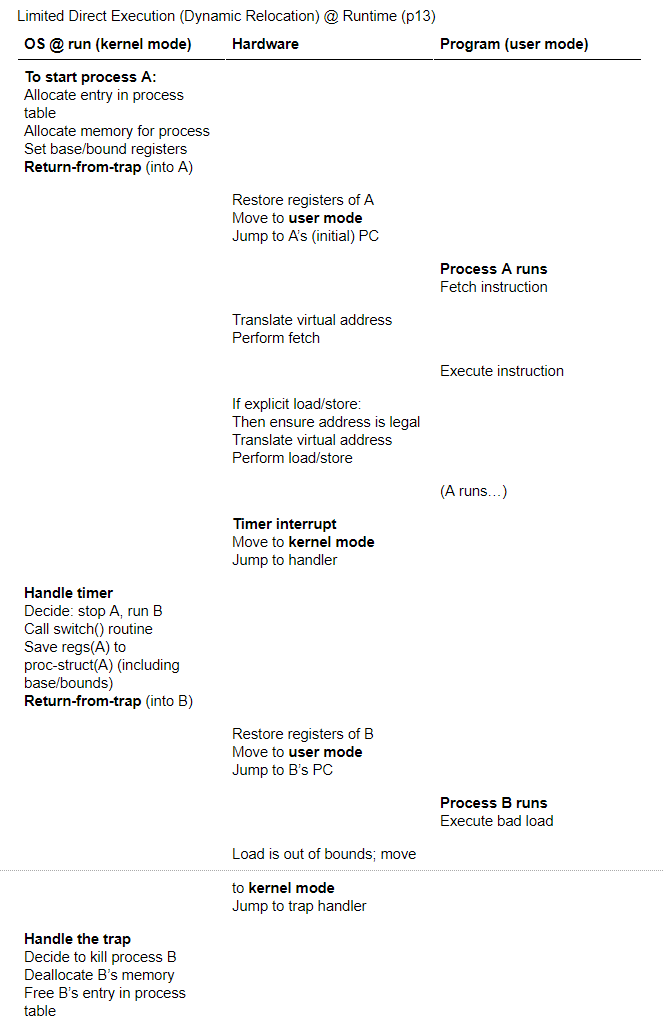 Limited Direct Execution (Dynamic Relocation) @ Runtime (p13)
OS @ run (kernel mode) Hardware Program (user mode)
To start process A:
Allocate entry in process
table
Allocate memory for process
Set base/bound registers
Return-from-trap (into A)
Restore registers of A
Move to user mode
Jump to A's (initial) PC
Process A runs
Fetch instruction
Translate virtual address
Perform fetch
Execute instruction
If explicit load/store:
Then ensure address is legal
Translate virtual address
Perform load/store
(A runs…)
Timer interrupt
Move to kernel mode
Jump to handler
Handle timer
Decide: stop A, run B
Call switch() routine
Save regs(A) to
proc-struct(A) (including
base/bounds)
Return-from-trap (into B)
Restore registers of B
Move to user mode
Jump to B's PC
Process B runs
Execute bad load
Load is out of bounds; move
to kernel mode
Jump to trap handler
Handle the trap
Decide to kill process B
Deallocate B's memory
Free B's entry in process
table